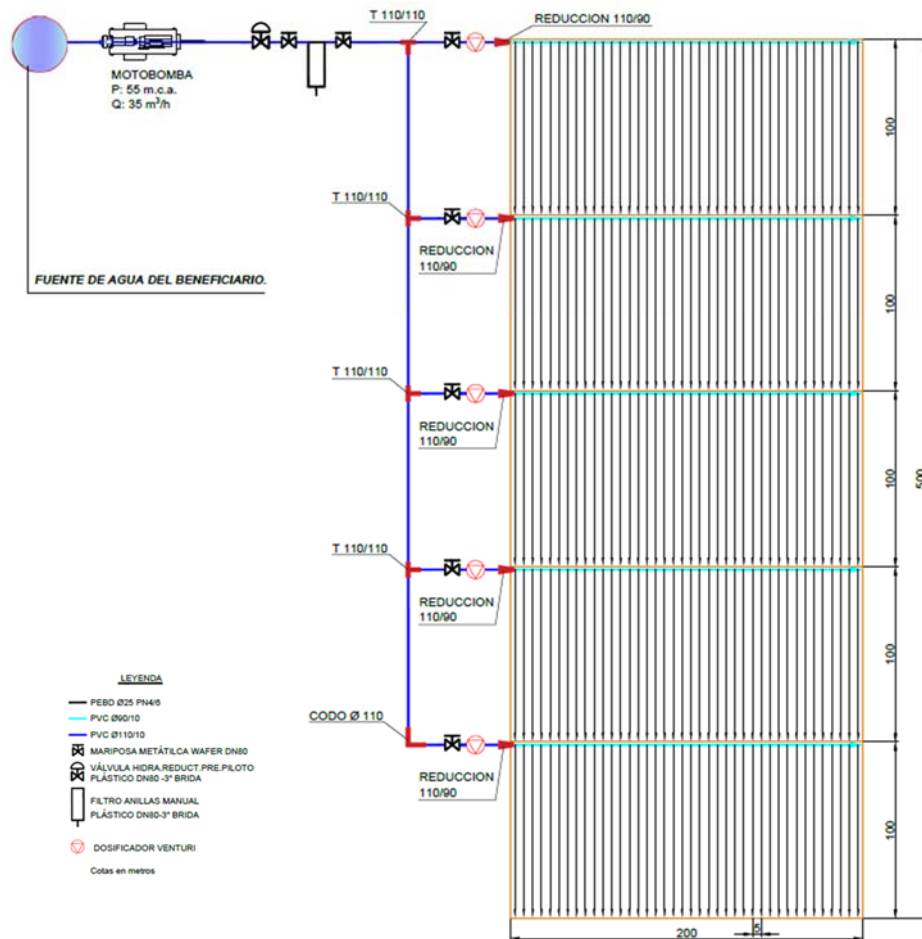 T 110/110
REDUCCION 110/90
MOTOBOMBA
P: 55 m.c.a.
Q: 35 m³/h
100
T 110/110
REDUCCION
110/90
FUENTE DE AGUA DEL BENEFICIARIO.
100
T 110/110
REDUCCION
110/90
100
500
T 110/110
REDUCCION
110/90
100
LEYENDA
PEBD Ø25 PN4/6
PVC Ø90/10
PVC Ø110/10
MARIPOSA METÁTILCA WAFER DN80
VÁLVULA HIDRA.REDUCT.PRE.PILOTO
PLÁSTICO DN80 -3" BRIDA
FILTRO ANILLAS MANUAL
PLÁSTICO DN80-3" BRIDA
DOSIFICADOR VENTURI
Cotas en metros
CODO Ø 110
REDUCCION
110/90
100
5
200